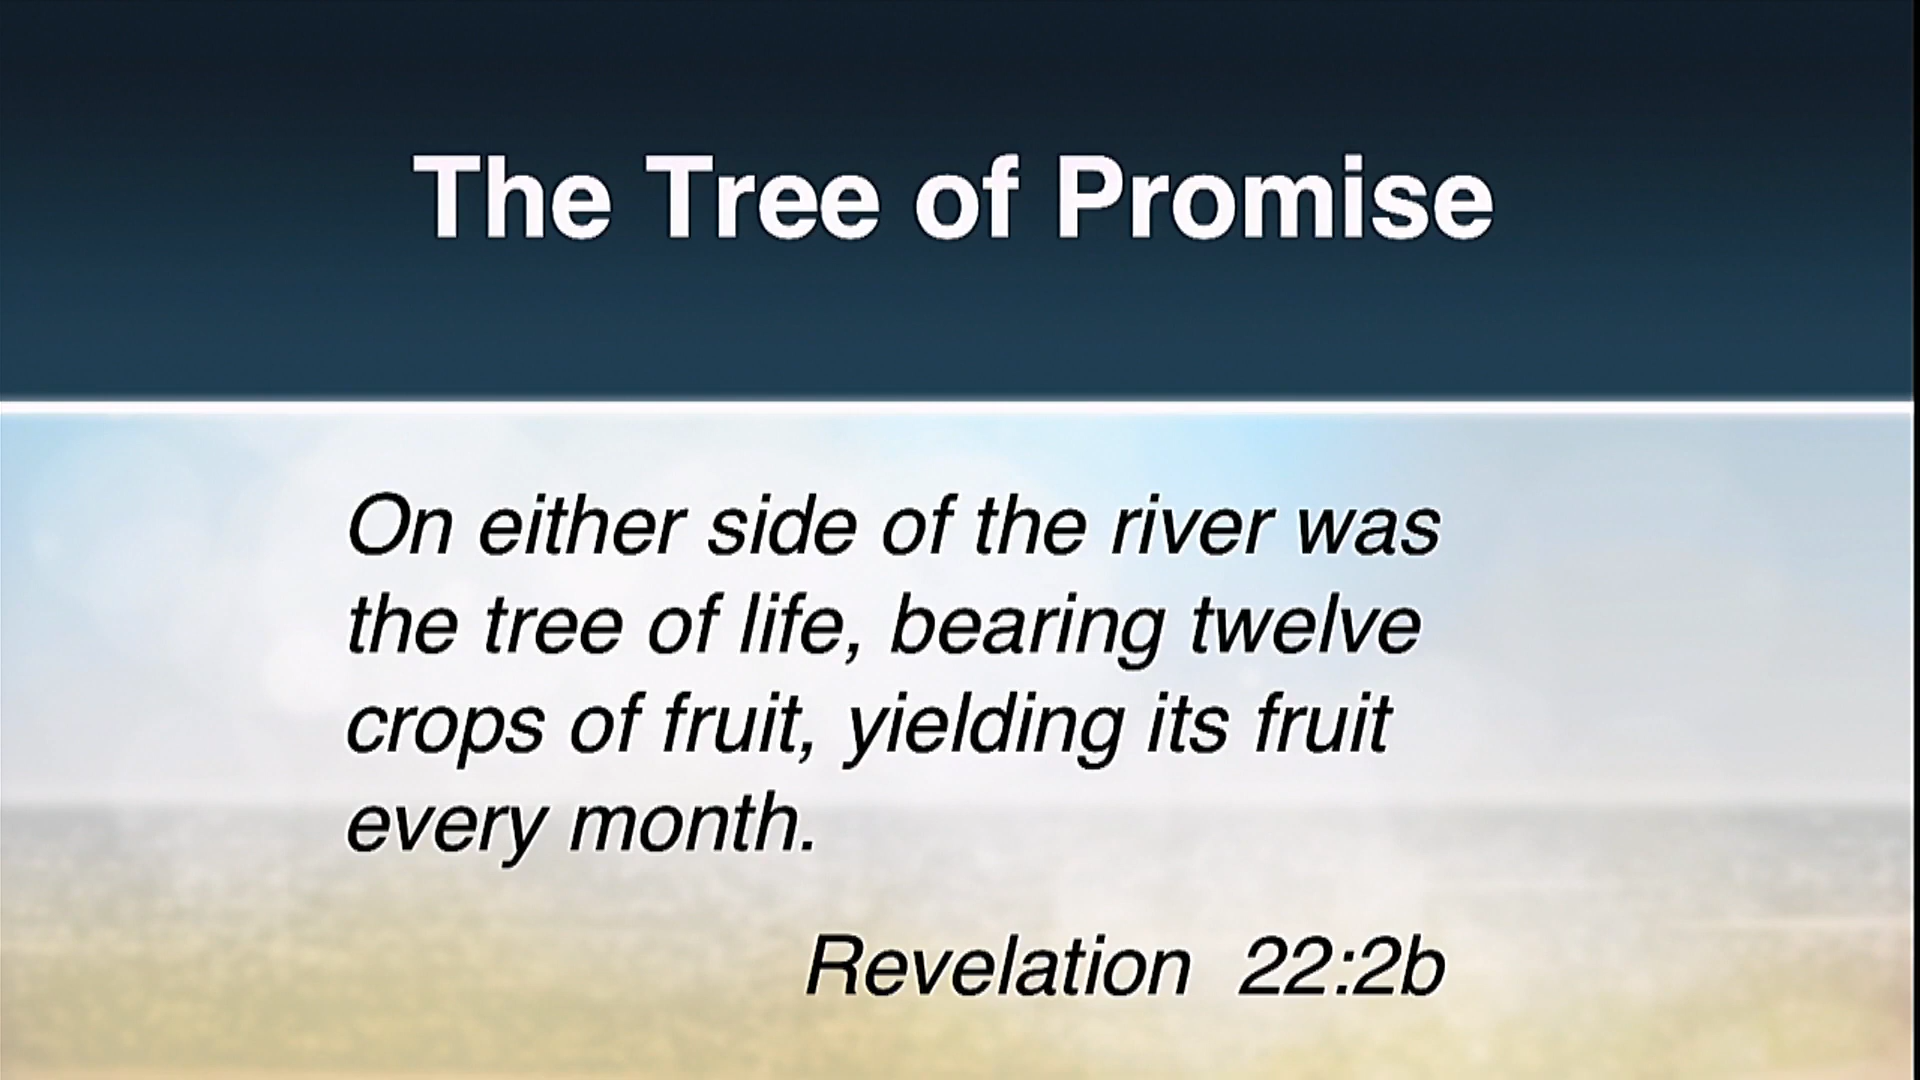 The Tree of Promise
On either side of the river was
the tree of life, bearing twelve
crops of fruit, yielding its fruit
every month.
Revelation 22:2b